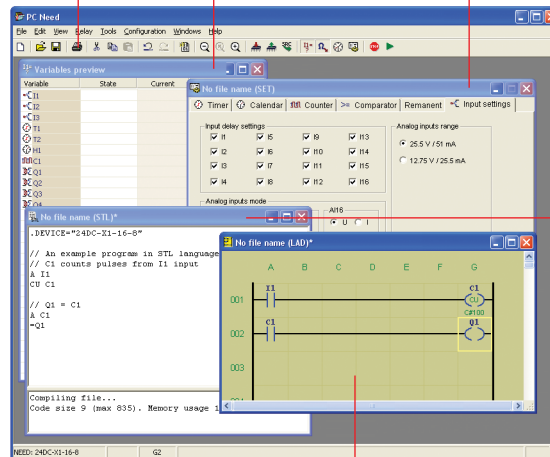 PC Need
File Edit View Relay Tools Configuration Windows Help
Variables preview
Variable State Current
I1
I2
I3
T1
T2
H1
C1
Q1
Q2
Q3
Q4
No file name (SET)
Timer Calendar Counter Comparator Remanent Input settings
Input delay settings
I1 I5 I9 I13
I2 I6 I10 I14
I3 I7 I11 I15
I4 I8 I12 I16
Analog inputs range
25.5 V / 51 mA
12.75 V / 25.5 mA
Analog inputs mode
AI16
U I
No file name (STL)*
.DEVICE="24DC-X1-16-8"
// An example program in STL language
// C1 counts pulses from I1 input
A I1
CU C1
// Q1 = C1
A C1
=Q1
Compiling file...
Code size 9 (max 835). Memory usage 1
No file name (LAD)*
A B C D E F G
I1 C1
001 CU
C#100
C1 Q1
002
003
004
NEED: 24DC-X1-16-8 G2